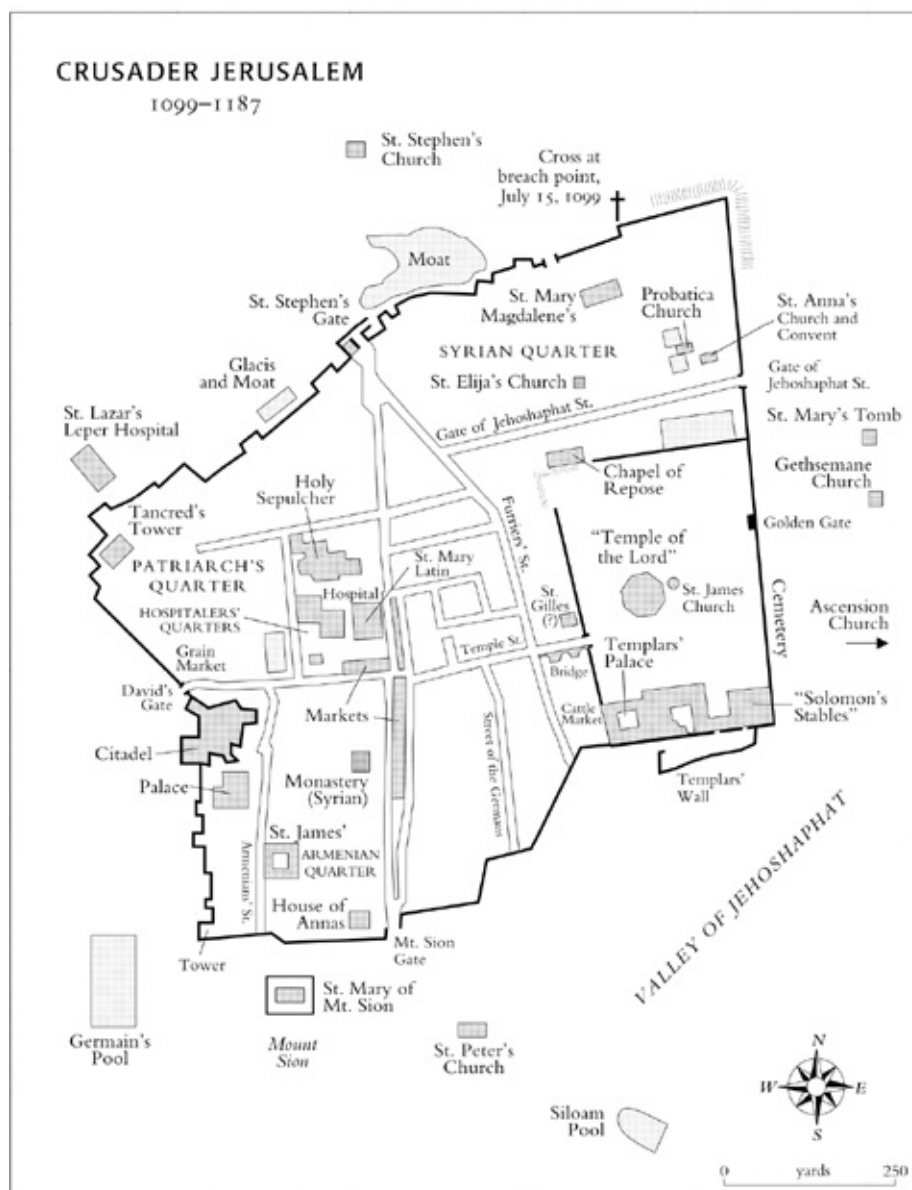 CRUSADER JERUSALEM
1099–1187
St. Stephen's
Church
Cross at
breach point,
July 15, 1099
Moat
St. Stephen's
Gate
St. Mary
Magdalene's
Probatica
Church
St. Anna's
Church and
Convent
SYRIAN QUARTER
Glacis
and Moat
St. Elija's Church
Gate of
Jehoshaphat St.
St. Lazar's
Leper Hospital
Gate of Jehoshaphat St.
St. Mary's Tomb
Chapel of
Repose
Gethsemane
Church
Holy
Sepulcher
Furriers' St.
Golden Gate
Tancred's
Tower
"Temple of
the Lord"
PATRIARCH'S
QUARTER
St. Mary
Latin
Hospital
St.
Gilles
(?)
St. James
Church
Cemetery
Ascension
Church
HOSPITALERS'
QUARTERS
Temple St.
Templars'
Palace
Grain
Market
Bridge
David's
Gate
Markets
Cattle
Market
"Solomon's
Stables"
Citadel
Street of the Germans
Templars'
Wall
Palace
Monastery
(Syrian)
St. James'
ARMENIAN
QUARTER
Armenians' St.
House of
Annas
VALLEY OF JEHOSHAPHAT
Tower
Mt. Sion
Gate
St. Mary of
Mt. Sion
Germain's
Pool
Mount
Sion
St. Peter's
Church
N
W
E
S
Siloam
Pool
0 yards 250